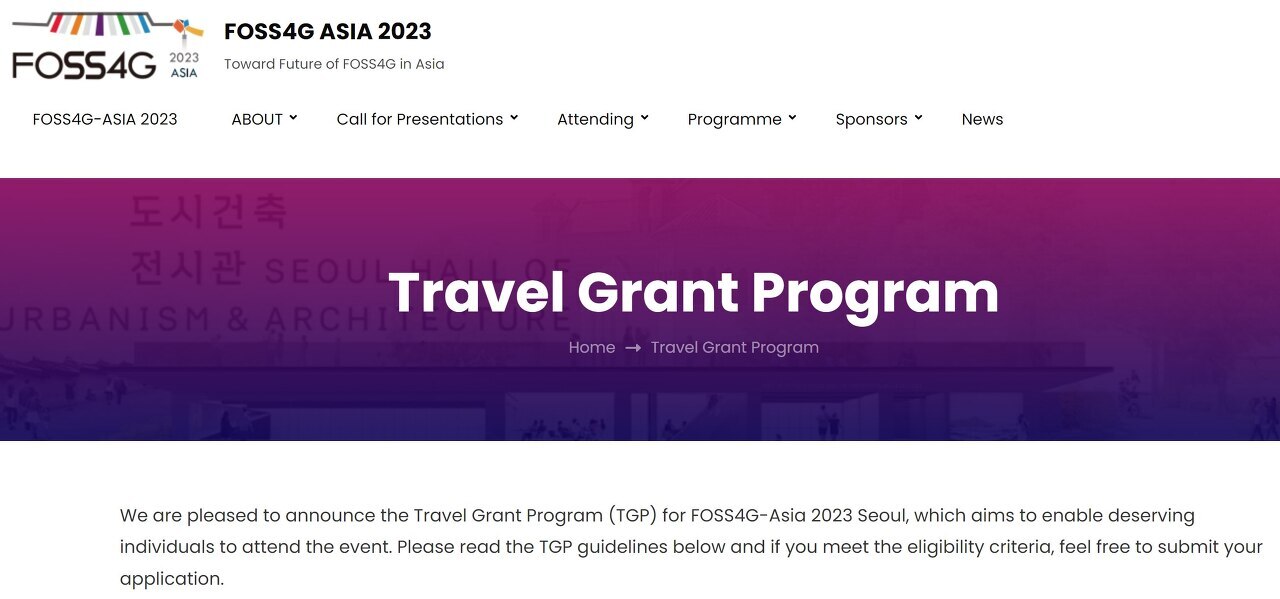 FOSS4G 2023 ASIA
FOSS4G ASIA 2023
Toward Future of FOSS4G in Asia
FOSS4G-ASIA 2023 ABOUT Call for Presentations Attending Programme Sponsors News
도시건축
전시관 SEOUL HALL OF
URBANISM & ARCHITECTURE
Travel Grant Program
Home → Travel Grant Program
We are pleased to announce the Travel Grant Program (TGP) for FOSS4G-Asia 2023 Seoul, which aims to enable deserving
individuals to attend the event. Please read the TGP guidelines below and if you meet the eligibility criteria, feel free to submit your
application.